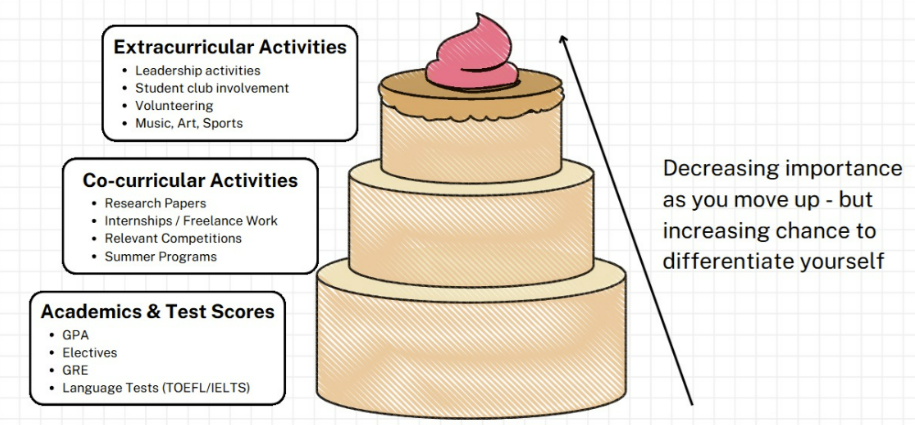 Extracurricular Activities
• Leadership activities
• Student club involvement
• Volunteering
• Music, Art, Sports
Co-curricular Activities
• Research Papers
• Internships / Freelance Work
• Relevant Competitions
• Summer Programs
Academics & Test Scores
• GPA
• Electives
• GRE
• Language Tests (TOEFL/IELTS)
Decreasing importance
as you move up - but
increasing chance to
differentiate yourself